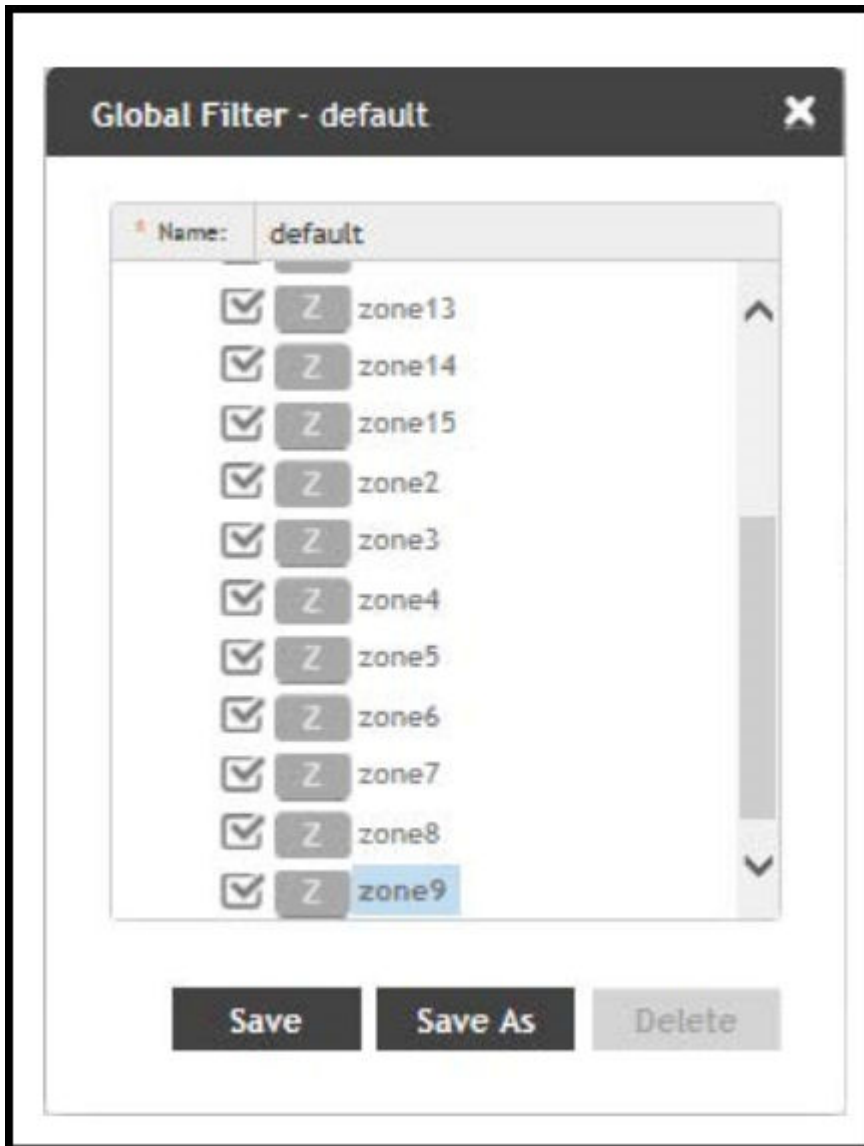 Global Filter - default
* Name: default
Z zone13
Z zone14
Z zone15
Z zone2
Z zone3
Z zone4
Z zone5
Z zone6
Z zone7
Z zone8
Z zone9
Save Save As Delete